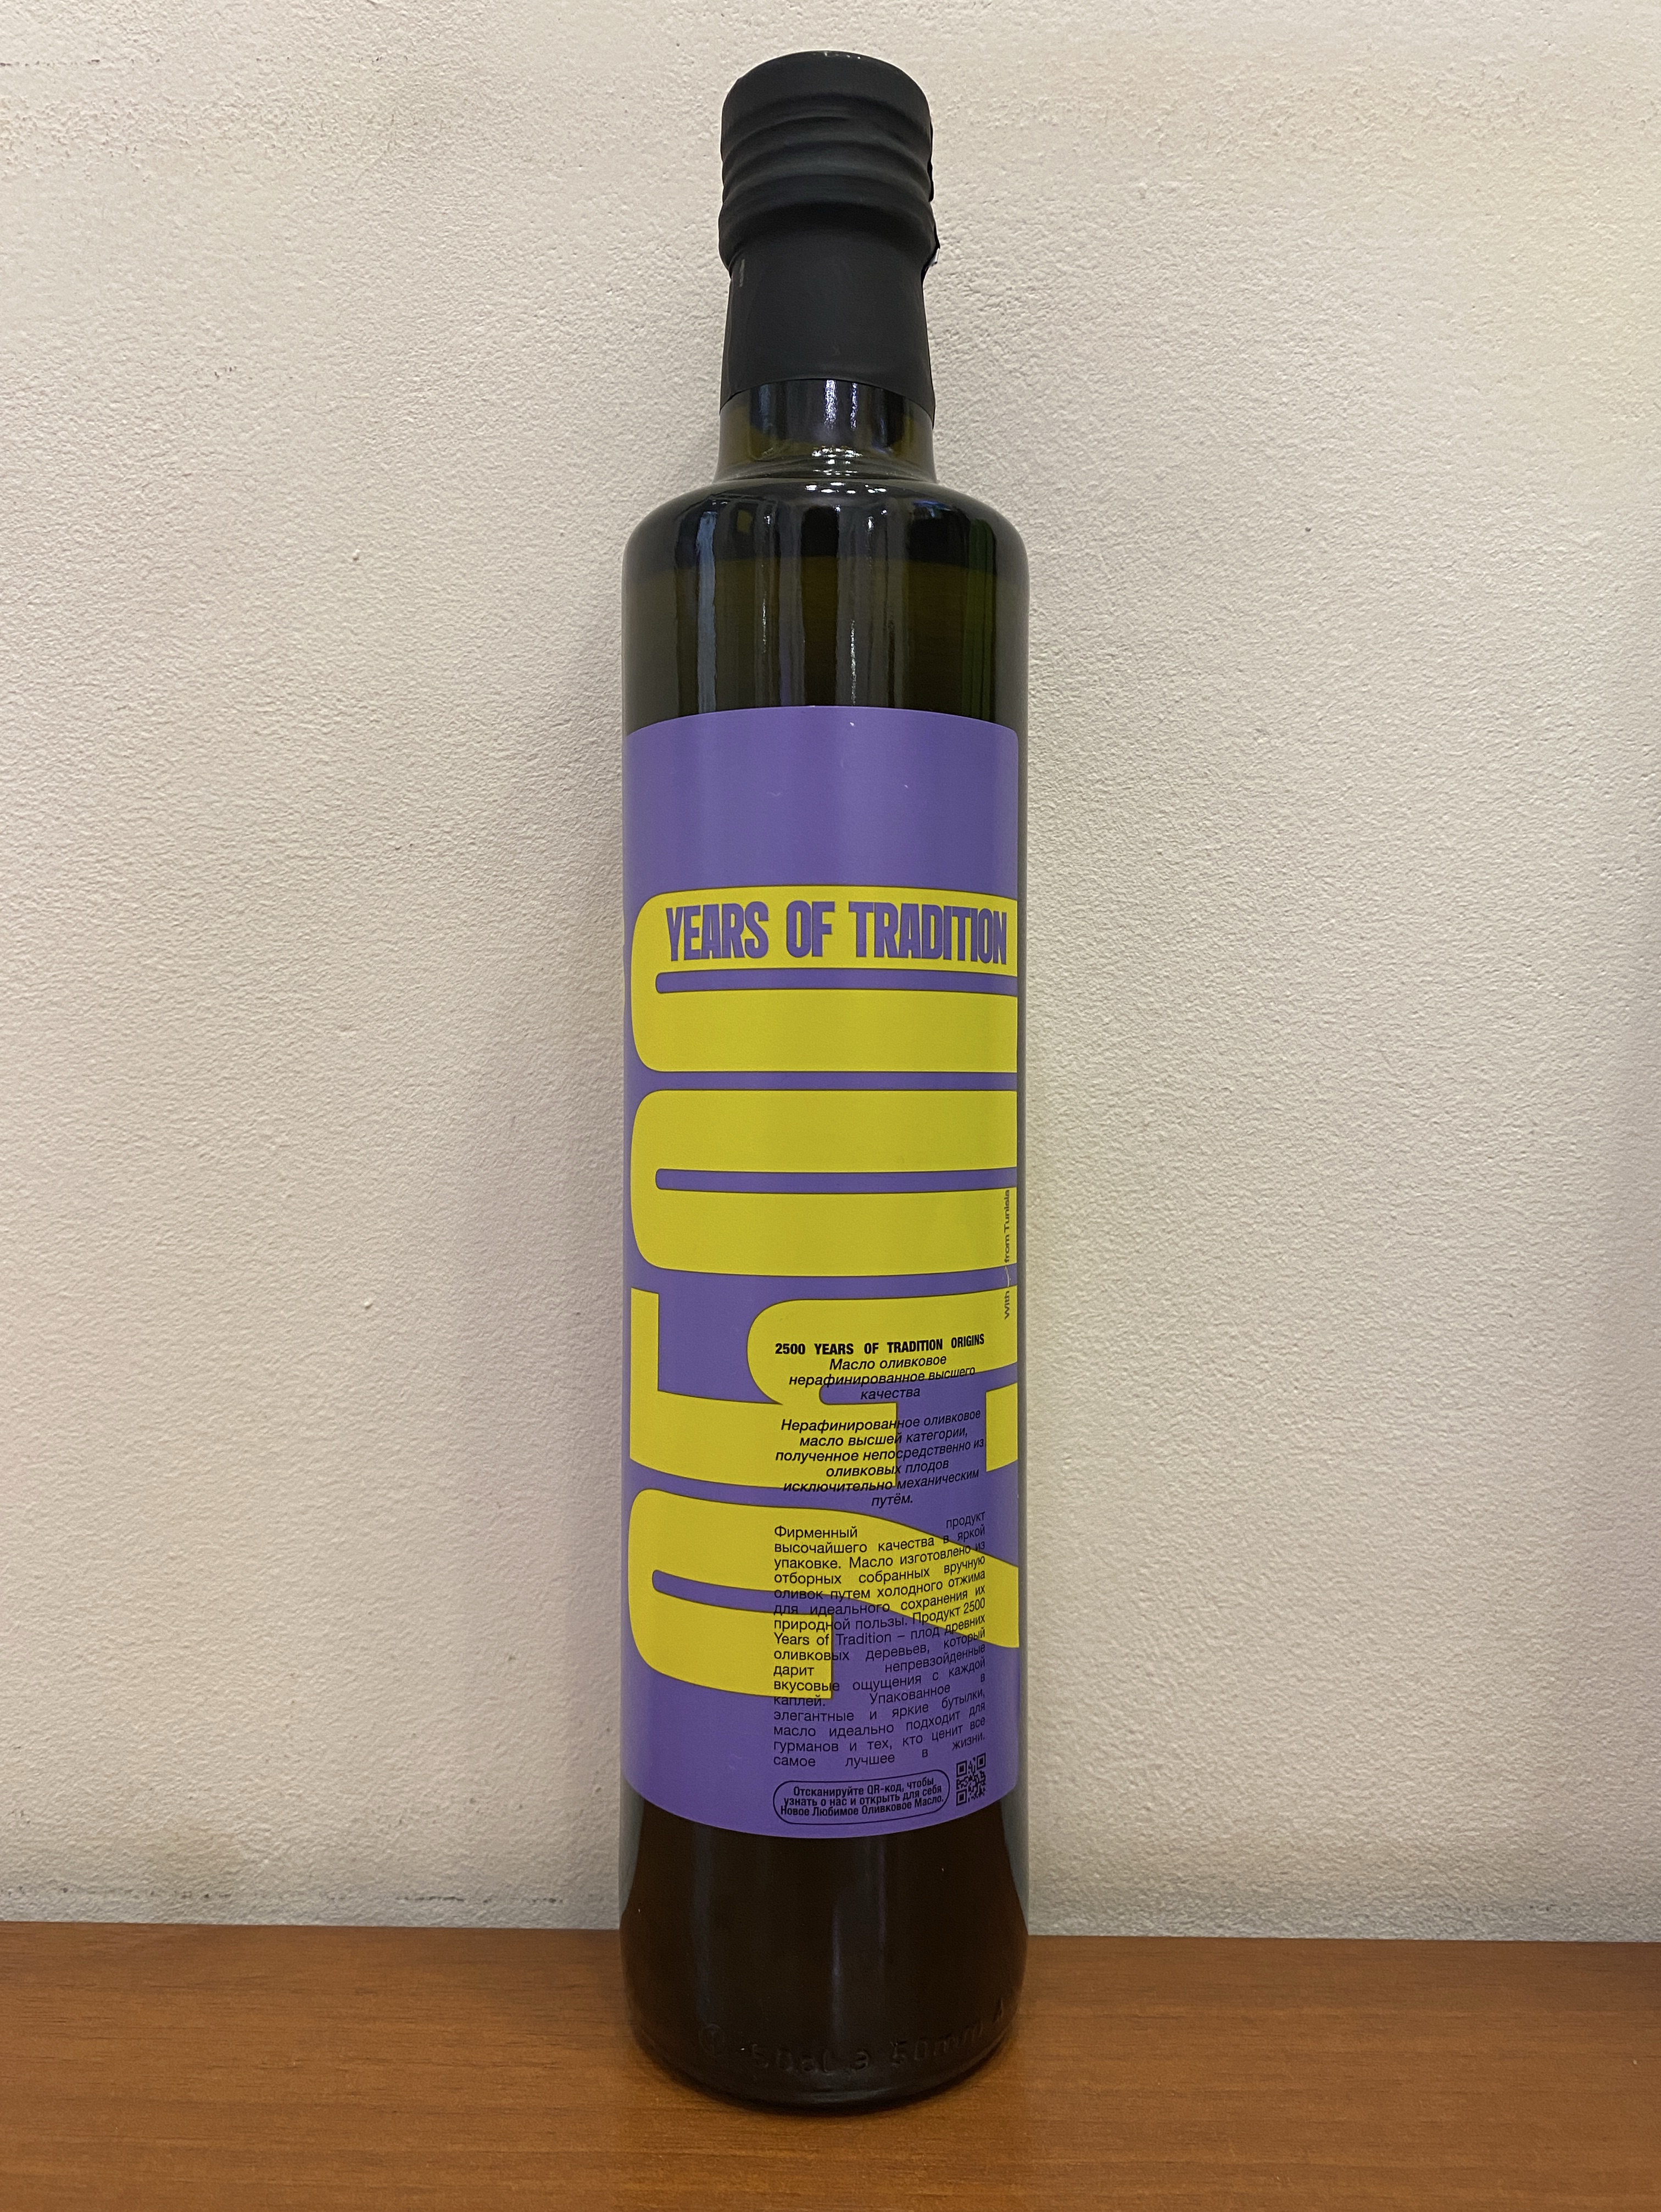 YEARS OF TRADITION
2500
With from Tunisia
2500 YEARS OF TRADITION ORIGINS
Масло оливковое
нерафинированное высшего
качества
Нерафинированное оливковое
масло высшей категории,
полученное непосредственно из
оливковых плодов
исключительно механическим
путём.
Фирменный продукт
высочайшего качества в яркой
упаковке. Масло изготовлено из
отборных собранных вручную
оливок путем холодного отжима
для идеального сохранения их
природной пользы. Продукт 2500
Years of Tradition – плод древних
оливковых деревьев, который
дарит непревзойденные
вкусовые ощущения с каждой
каплей. Упакованное в
элегантные и яркие бутылки,
масло идеально подходит для
гурманов и тех, кто ценит все
самое лучшее в жизни.
Отсканируйте QR-код, чтобы
узнать о нас и открыть для себя
Новое Любимое Оливковое Масло.
50cl 50mm